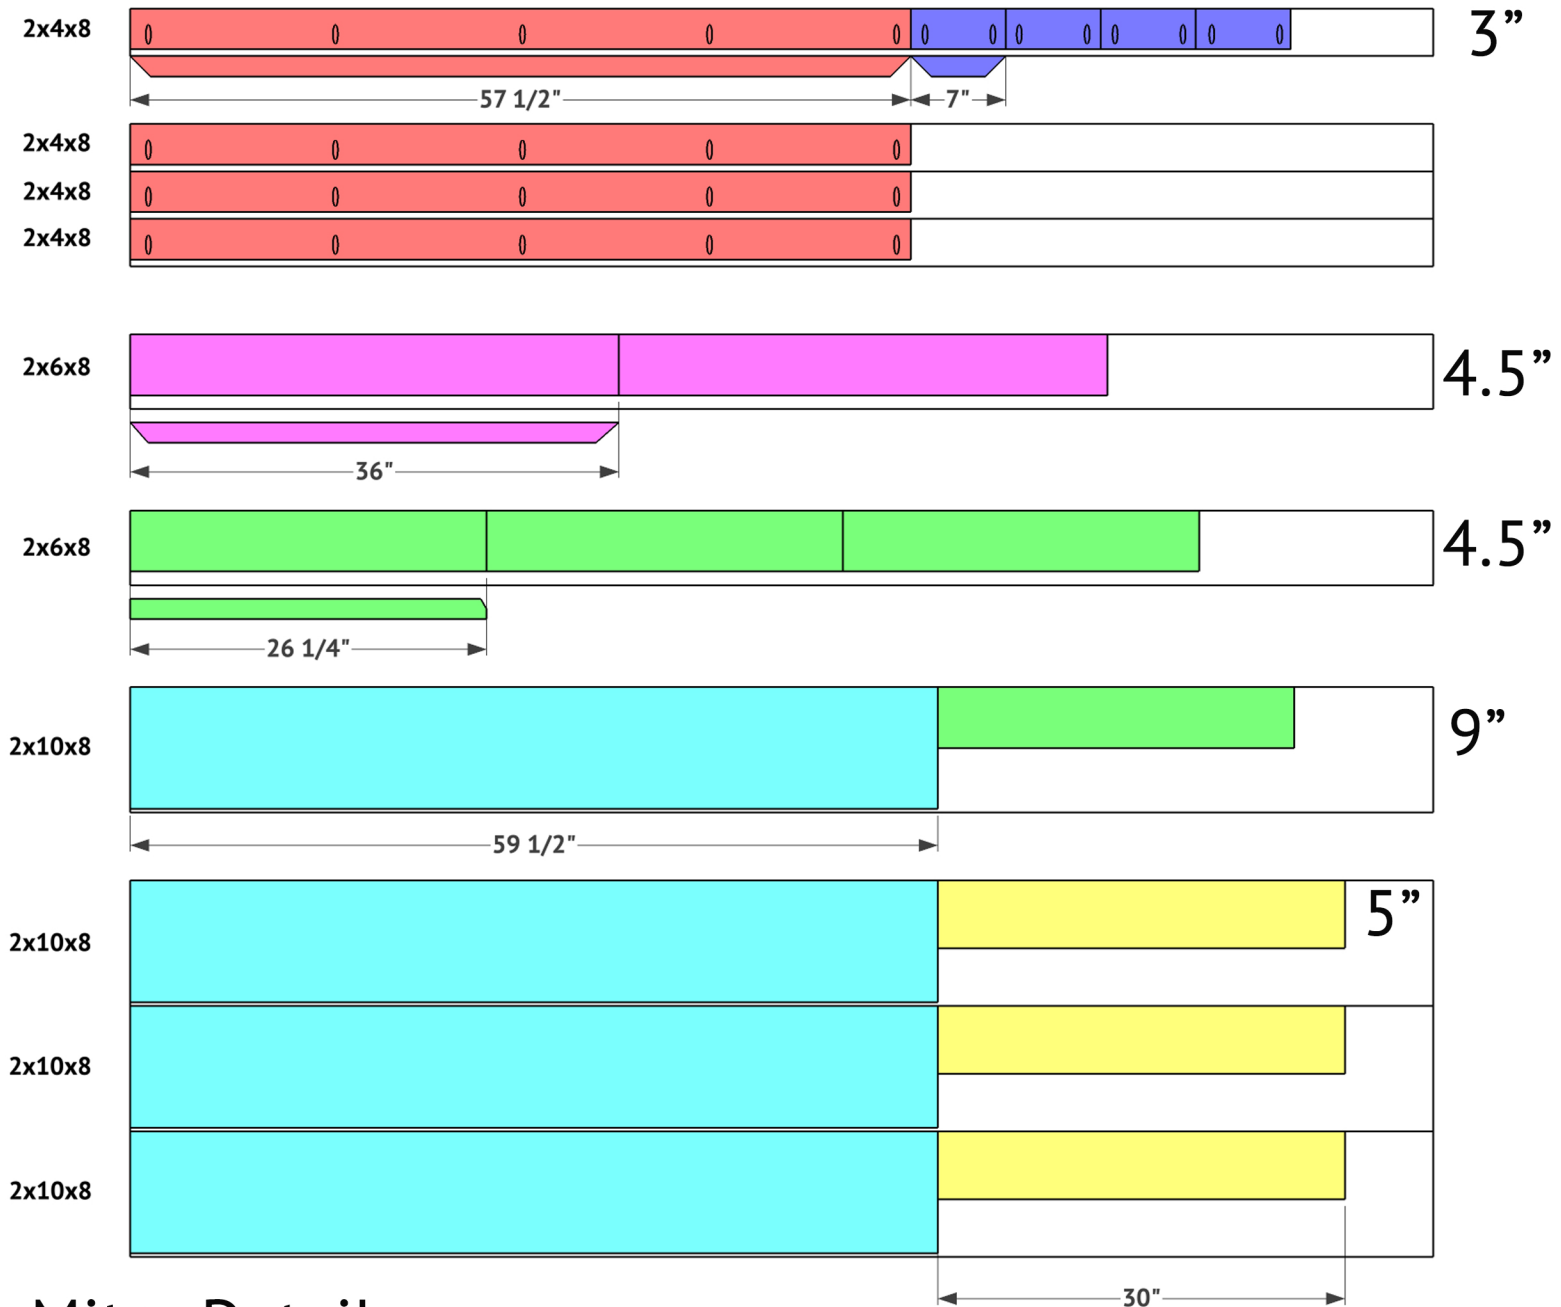 2x4x8 3”
57 1/2" 7"
2x4x8
2x4x8
2x4x8
2x6x8 4.5”
36"
2x6x8 4.5”
26 1/4"
2x10x8 9”
59 1/2"
2x10x8 5”
2x10x8
2x10x8
30"